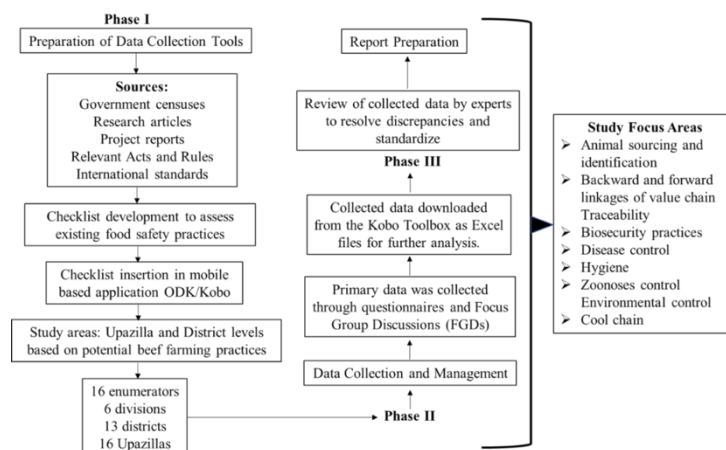 Phase I
Preparation of Data Collection Tools
Sources:
Government censuses
Research articles
Project reports
Relevant Acts and Rules
International standards
Checklist development to assess
existing food safety practices
Checklist insertion in mobile
based application ODK/Kobo
Study areas: Upazilla and District levels
based on potential beef farming practices
16 enumerators
6 divisions
13 districts
16 Upazillas
Phase II
Data Collection and Management
Primary data was collected
through questionnaires and Focus
Group Discussions (FGDs)
Collected data downloaded
from the Kobo Toolbox as Excel
files for further analysis.
Phase III
Review of collected data by experts
to resolve discrepancies and
standardize
Report Preparation
Study Focus Areas
Animal sourcing and
identification
Backward and forward
linkages of value chain
Traceability
Biosecurity practices
Disease control
Hygiene
Zoonoses control
Environmental control
Cool chain